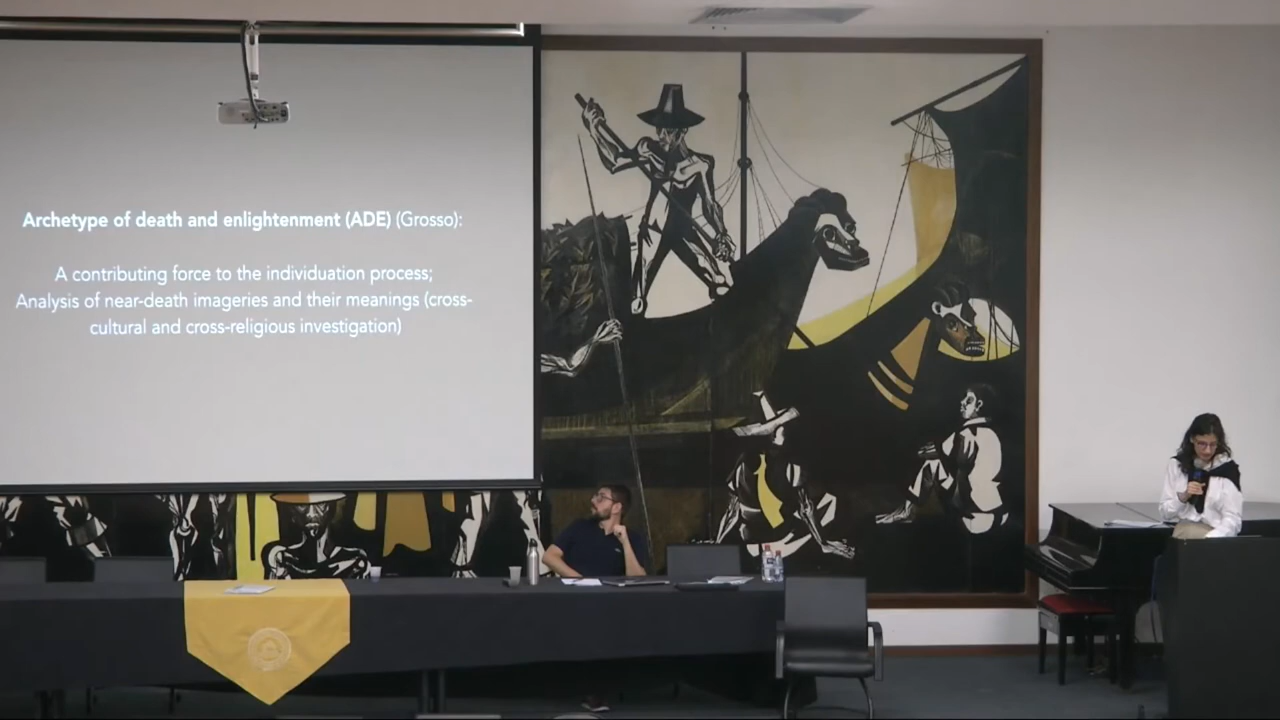 Archetype of death and enlightenment (ADE) (Grosso):
A contributing force to the individuation process;
Analysis of near-death imageries and their meanings (cross-
cultural and cross-religious investigation)